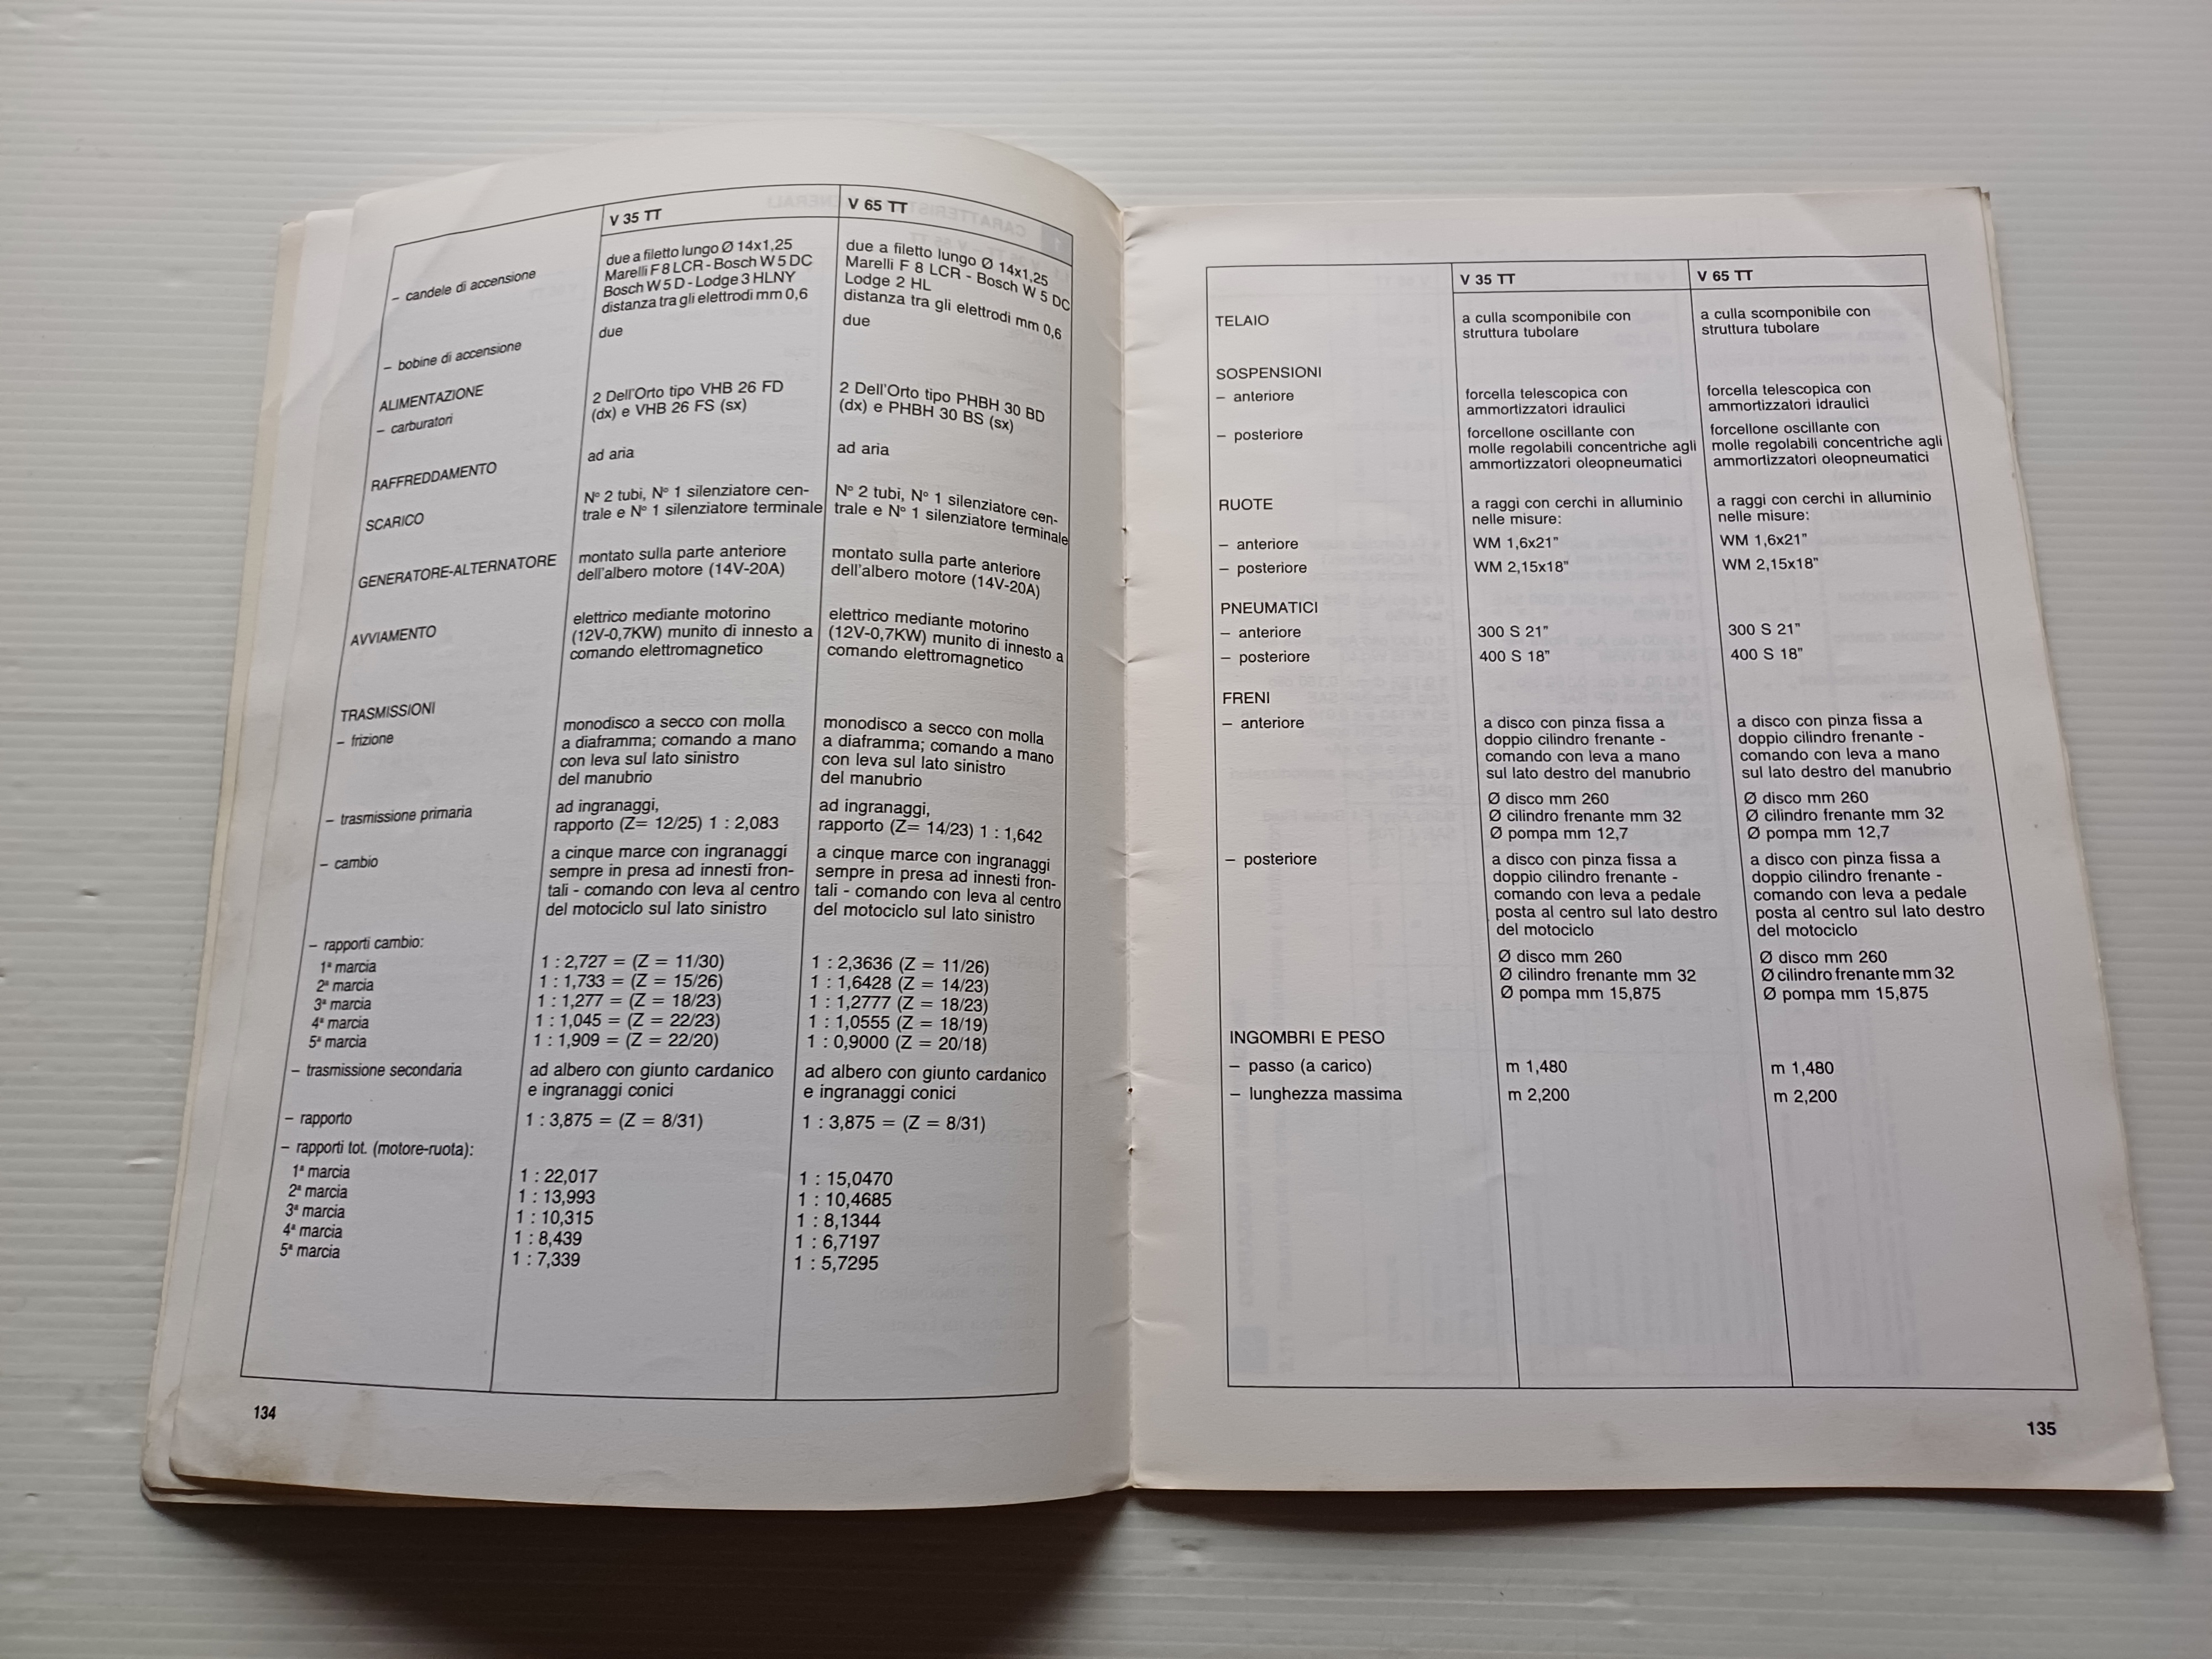 V 35 TT
V 65 TT
– candele di accensione
due a filetto lungo Ø 14x1,25
Marelli F 8 LCR - Bosch W 5 DC
Bosch W 5 D - Lodge 3 HLNY
distanza tra gli elettrodi mm 0,6
due a filetto lungo Ø 14x1,25
Marelli F 8 LCR - Bosch W 5 DC
Lodge 2 HL
distanza tra gli elettrodi mm 0,6
– bobine di accensione
due
due
ALIMENTAZIONE
– carburatori
2 Dell'Orto tipo VHB 26 FD
(dx) e VHB 26 FS (sx)
2 Dell'Orto tipo PHBH 30 BD
(dx) e PHBH 30 BS (sx)
RAFFREDDAMENTO
ad aria
ad aria
SCARICO
N° 2 tubi, N° 1 silenziatore cen-
trale e N° 1 silenziatore terminale
N° 2 tubi, N° 1 silenziatore cen-
trale e N° 1 silenziatore terminale
GENERATORE-ALTERNATORE
montato sulla parte anteriore
dell'albero motore (14V-20A)
montato sulla parte anteriore
dell'albero motore (14V-20A)
AVVIAMENTO
elettrico mediante motorino
(12V-0,7KW) munito di innesto a
comando elettromagnetico
elettrico mediante motorino
(12V-0,7KW) munito di innesto a
comando elettromagnetico
TRASMISSIONI
– frizione
monodisco a secco con molla
a diaframma; comando a mano
con leva sul lato sinistro
del manubrio
monodisco a secco con molla
a diaframma; comando a mano
con leva sul lato sinistro
del manubrio
– trasmissione primaria
ad ingranaggi,
rapporto (Z= 12/25) 1 : 2,083
ad ingranaggi,
rapporto (Z= 14/23) 1 : 1,642
– cambio
a cinque marce con ingranaggi
sempre in presa ad innesti fron-
tali - comando con leva al centro
del motociclo sul lato sinistro
a cinque marce con ingranaggi
sempre in presa ad innesti fron-
tali - comando con leva al centro
del motociclo sul lato sinistro
– rapporti cambio:
1ª marcia
1 : 2,727 = (Z = 11/30)
1 : 2,3636 (Z = 11/26)
2ª marcia
1 : 1,733 = (Z = 15/26)
1 : 1,6428 (Z = 14/23)
3ª marcia
1 : 1,277 = (Z = 18/23)
1 : 1,2777 (Z = 18/23)
4ª marcia
1 : 1,045 = (Z = 22/23)
1 : 1,0555 (Z = 18/19)
5ª marcia
1 : 1,909 = (Z = 22/20)
1 : 0,9000 (Z = 20/18)
– trasmissione secondaria
ad albero con giunto cardanico
e ingranaggi conici
ad albero con giunto cardanico
e ingranaggi conici
– rapporto
1 : 3,875 = (Z = 8/31)
1 : 3,875 = (Z = 8/31)
– rapporti tot. (motore-ruota):
1ª marcia
1 : 22,017
1 : 15,0470
2ª marcia
1 : 13,993
1 : 10,4685
3ª marcia
1 : 10,315
1 : 8,1344
4ª marcia
1 : 8,439
1 : 6,7197
5ª marcia
1 : 7,339
1 : 5,7295
134
V 35 TT
V 65 TT
TELAIO
a culla scomponibile con
struttura tubolare
a culla scomponibile con
struttura tubolare
SOSPENSIONI
– anteriore
forcella telescopica con
ammortizzatori idraulici
forcella telescopica con
ammortizzatori idraulici
– posteriore
forcellone oscillante con
molle regolabili concentriche agli
ammortizzatori oleopneumatici
forcellone oscillante con
molle regolabili concentriche agli
ammortizzatori oleopneumatici
RUOTE
a raggi con cerchi in alluminio
nelle misure:
a raggi con cerchi in alluminio
nelle misure:
– anteriore
WM 1,6x21"
WM 1,6x21"
– posteriore
WM 2,15x18"
WM 2,15x18"
PNEUMATICI
– anteriore
300 S 21"
300 S 21"
– posteriore
400 S 18"
400 S 18"
FRENI
– anteriore
a disco con pinza fissa a
doppio cilindro frenante -
comando con leva a mano
sul lato destro del manubrio
Ø disco mm 260
Ø cilindro frenante mm 32
Ø pompa mm 12,7
a disco con pinza fissa a
doppio cilindro frenante -
comando con leva a mano
sul lato destro del manubrio
Ø disco mm 260
Ø cilindro frenante mm 32
Ø pompa mm 12,7
– posteriore
a disco con pinza fissa a
doppio cilindro frenante -
comando con leva a pedale
posta al centro sul lato destro
del motociclo
Ø disco mm 260
Ø cilindro frenante mm 32
Ø pompa mm 15,875
a disco con pinza fissa a
doppio cilindro frenante -
comando con leva a pedale
posta al centro sul lato destro
del motociclo
Ø disco mm 260
Ø cilindro frenante mm 32
Ø pompa mm 15,875
INGOMBRI E PESO
– passo (a carico)
m 1,480
m 1,480
– lunghezza massima
m 2,200
m 2,200
135